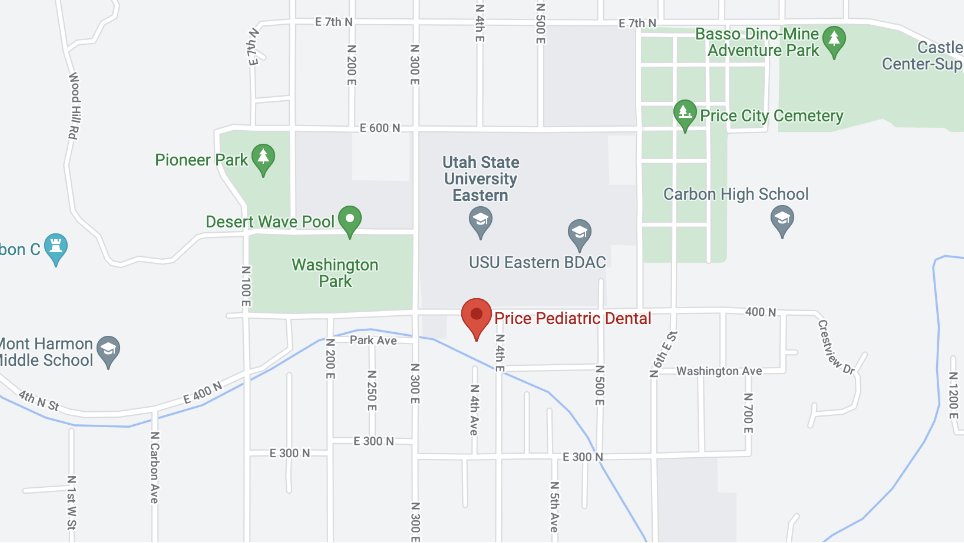 E 7th N
N 4th E
N 500 E
E 7th N
Basso Dino-Mine
Adventure Park
Castle
Center-Sup
N 7th E
N 200 E
N 300 E
Wood Hill Rd
Price City Cemetery
E 600 N
Pioneer Park
Utah State
University
Eastern
Carbon High School
Desert Wave Pool
bon C
USU Eastern BDAC
Washington
Park
N 100 E
Price Pediatric Dental
400 N
Mont Harmon
Middle School
Park Ave
N 200 E
N 250 E
N 300 E
N 4th E
N 4th Ave
N 500 E
N 6th E St
Washington Ave
Crestview Dr
N 700 E
N 1200 E
4th N St
E 400 N
N 1st W St
N Carbon Ave
E 300 N
E 300 N
E 300 N
N 5th Ave
N 300 E